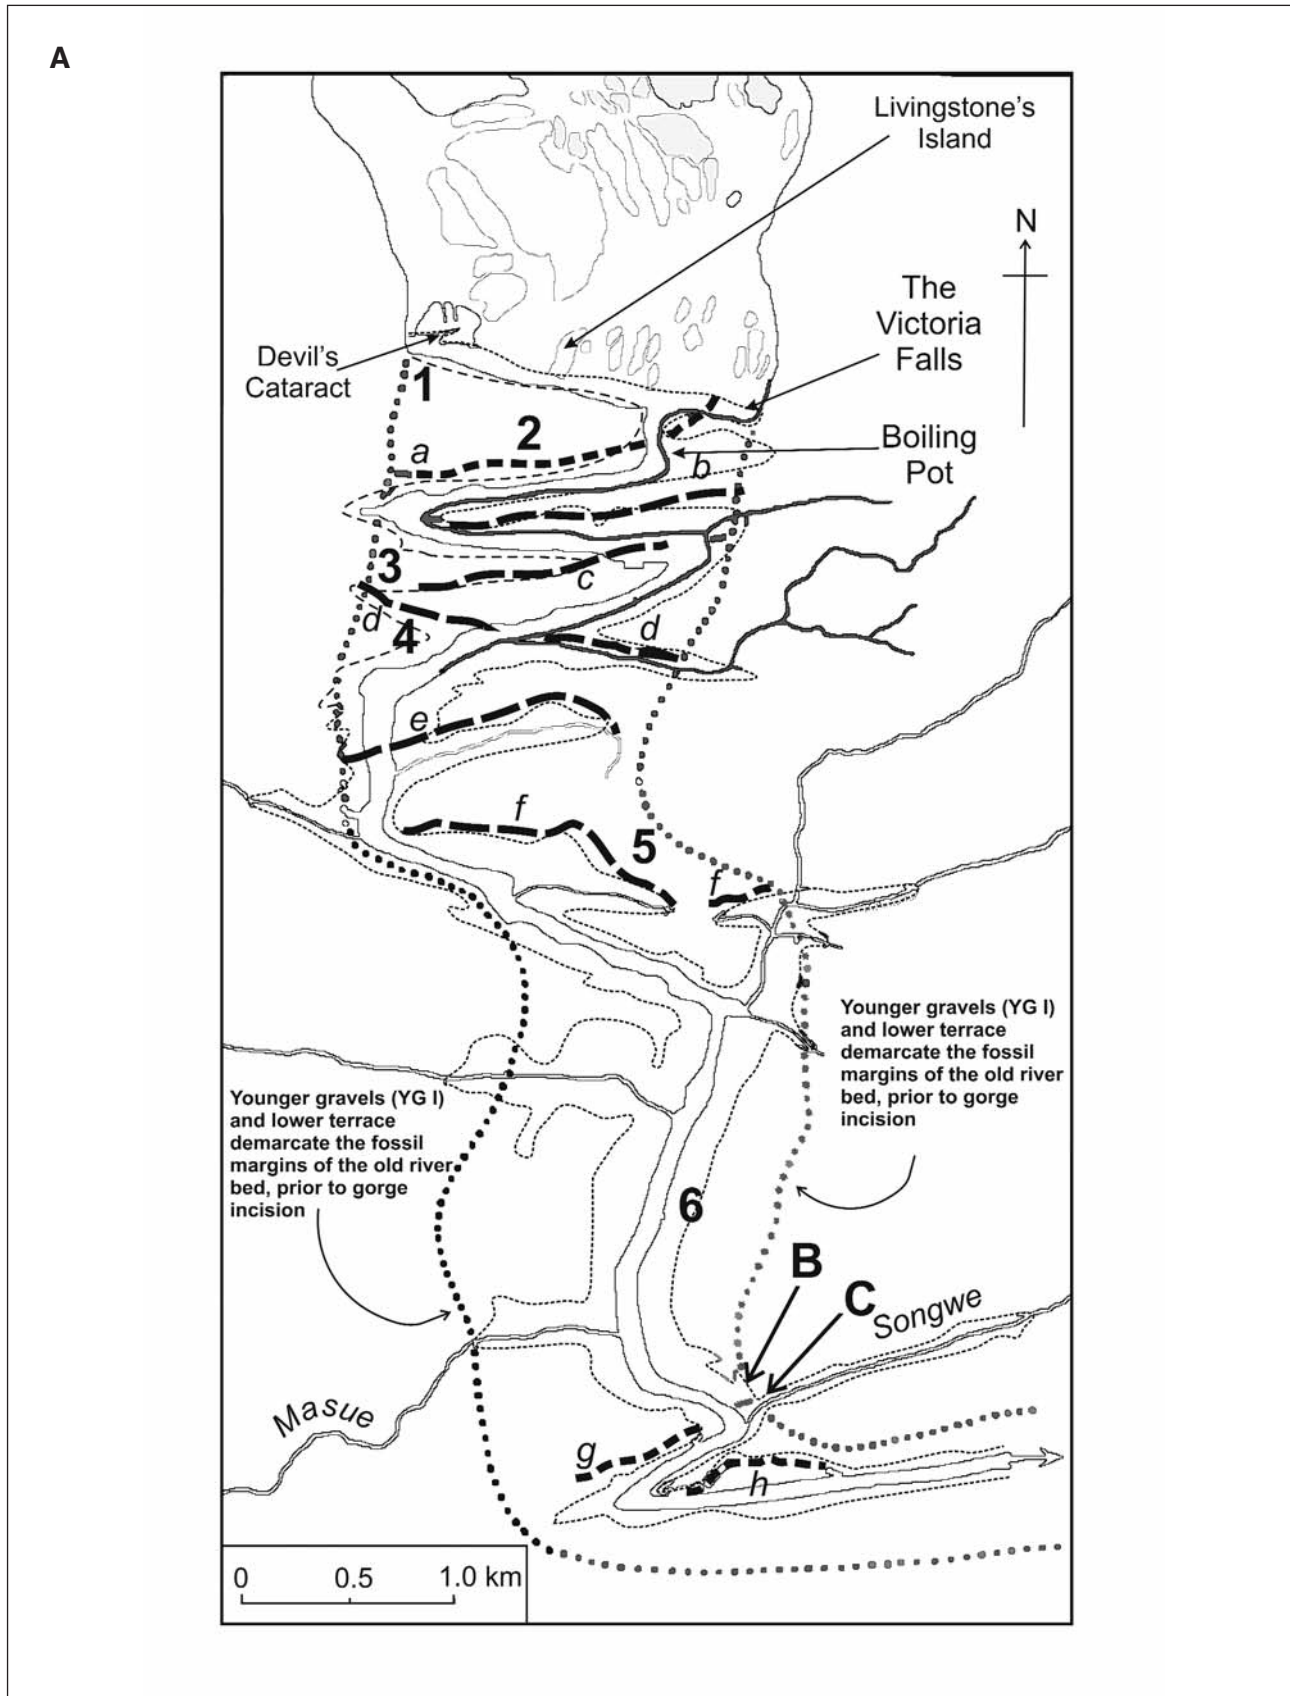 A
Livingstone's
Island
N
The
Victoria
Falls
Devil's
Cataract
1
2
a
Boiling
Pot
b
3
c
d
4
d
e
f
5
f
Younger gravels (YG I)
and lower terrace
demarcate the fossil
margins of the old river
bed, prior to gorge
incision
Younger gravels (YG I)
and lower terrace
demarcate the fossil
margins of the old river
bed, prior to gorge
incision
6
B
C
Songwe
Masue
g
h
0 0.5 1.0 km